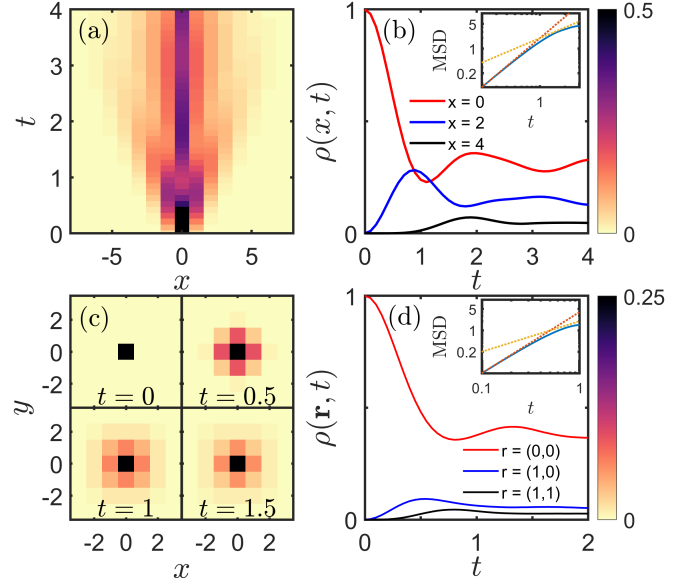 (a)
4
3
2
1
0
t
-5 0 5
x
(b)
1
0
ρ(x, t)
x = 0
x = 2
x = 4
0 1 2 3 4
t
MSD
5
1
0.2
1
t
0.5
0
(c)
2
0
-2
2
0
-2
y
t = 0
t = 0.5
t = 1
t = 1.5
-2 0 2
-2 0 2
x
(d)
1
0
ρ(r, t)
r = (0,0)
r = (1,0)
r = (1,1)
0 1 2
t
MSD
5
1
0.2
0.1 1
t
0.25
0